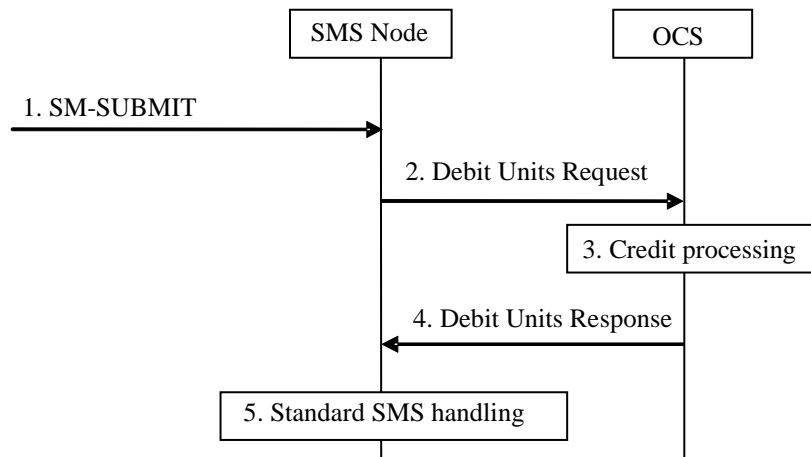 SMS Node
OCS
1. SM-SUBMIT
2. Debit Units Request
3. Credit processing
4. Debit Units Response
5. Standard SMS handling